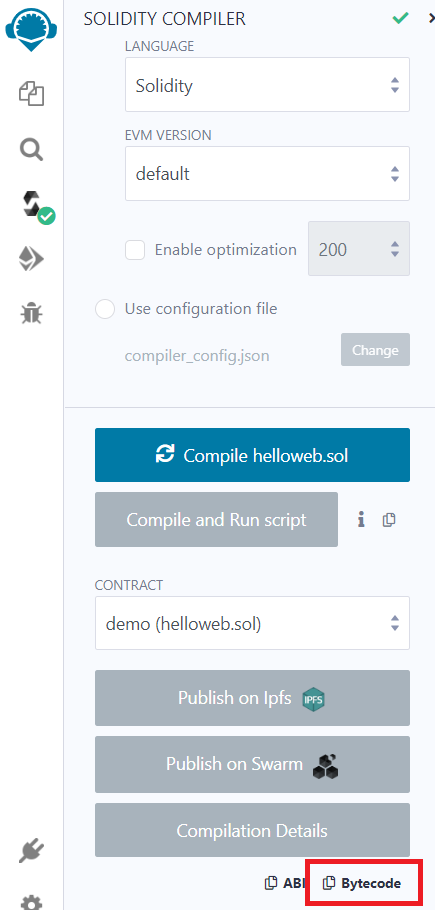 SOLIDITY COMPILER
LANGUAGE
Solidity
EVM VERSION
default
Enable optimization 200
Use configuration file
compiler_config.json Change
Compile helloweb.sol
Compile and Run script
CONTRACT
demo (helloweb.sol)
Publish on Ipfs IPFS
Publish on Swarm
Compilation Details
ABI Bytecode